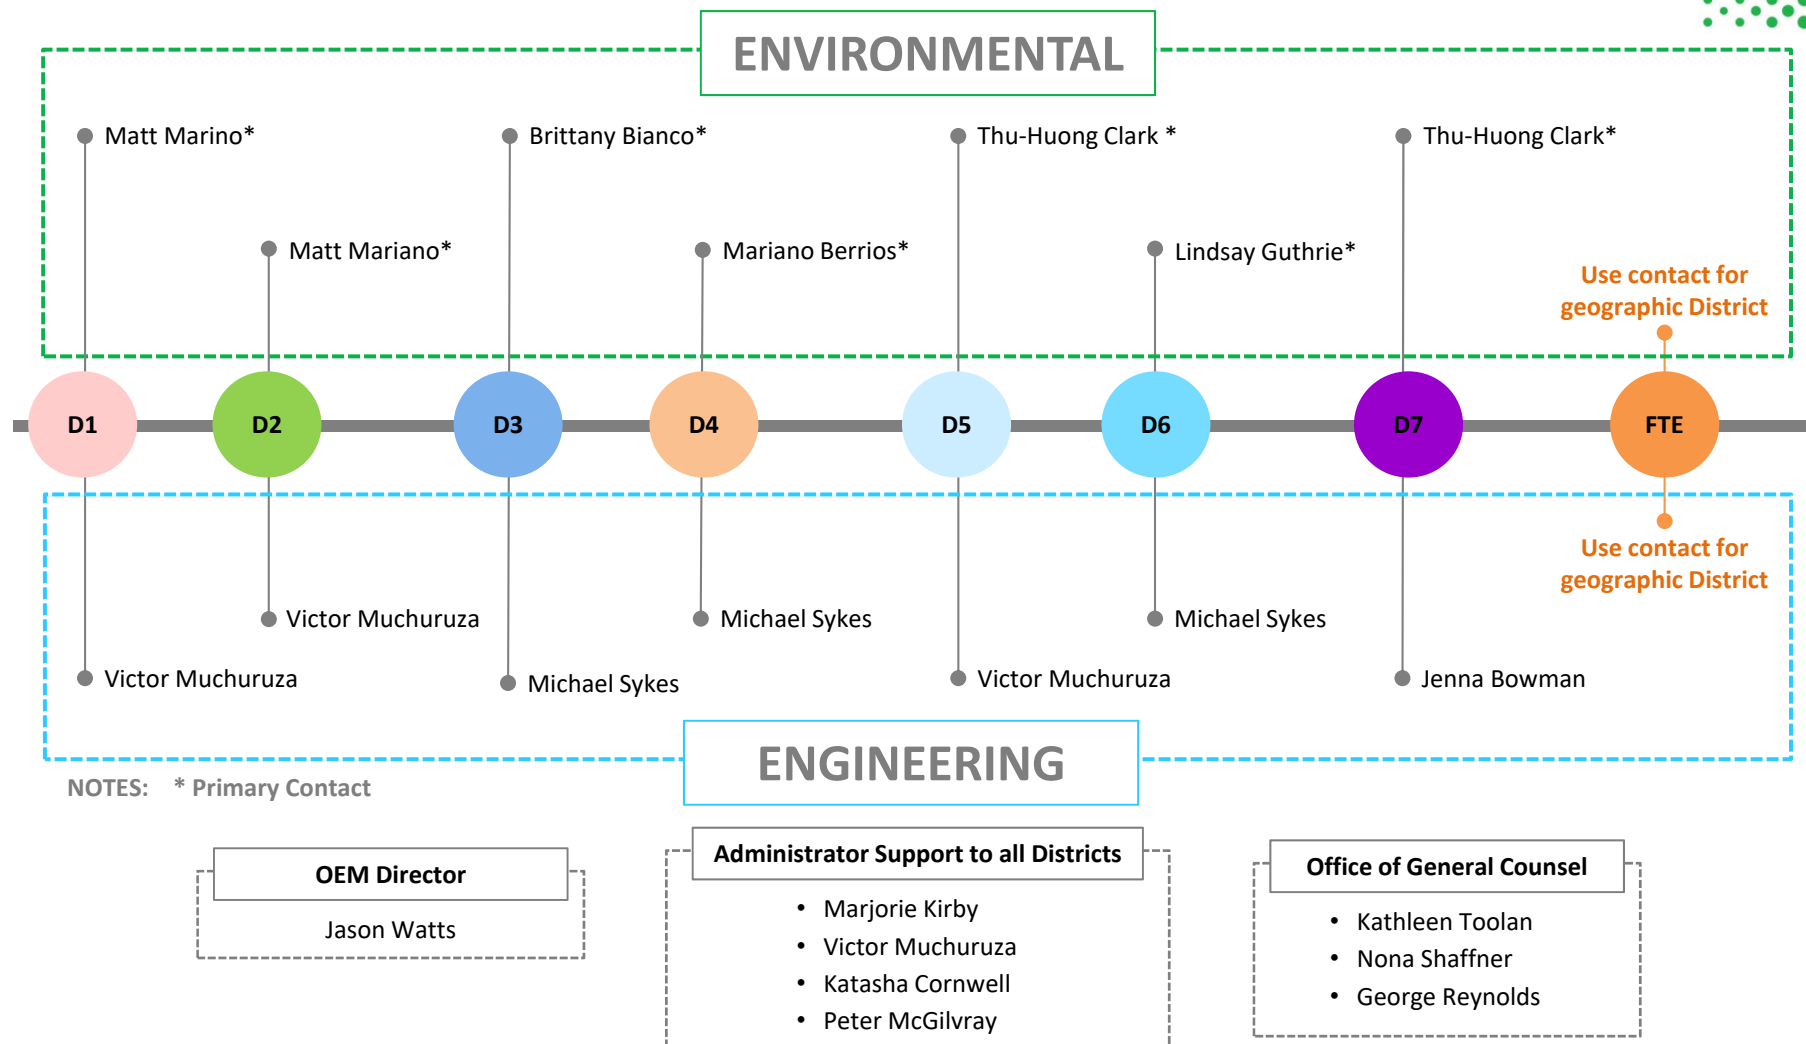 ENVIRONMENTAL
Matt Marino*
Brittany Bianco*
Thu-Huong Clark *
Thu-Huong Clark*
Matt Mariano*
Mariano Berrios*
Lindsay Guthrie*
Use contact for
geographic District
D1
D2
D3
D4
D5
D6
D7
FTE
Use contact for
geographic District
Victor Muchuruza
Michael Sykes
Michael Sykes
Victor Muchuruza
Michael Sykes
Victor Muchuruza
Jenna Bowman
ENGINEERING
NOTES: * Primary Contact
OEM Director
Jason Watts
Administrator Support to all Districts
• Marjorie Kirby
• Victor Muchuruza
• Katasha Cornwell
• Peter McGilvray
Office of General Counsel
• Kathleen Toolan
• Nona Shaffner
• George Reynolds